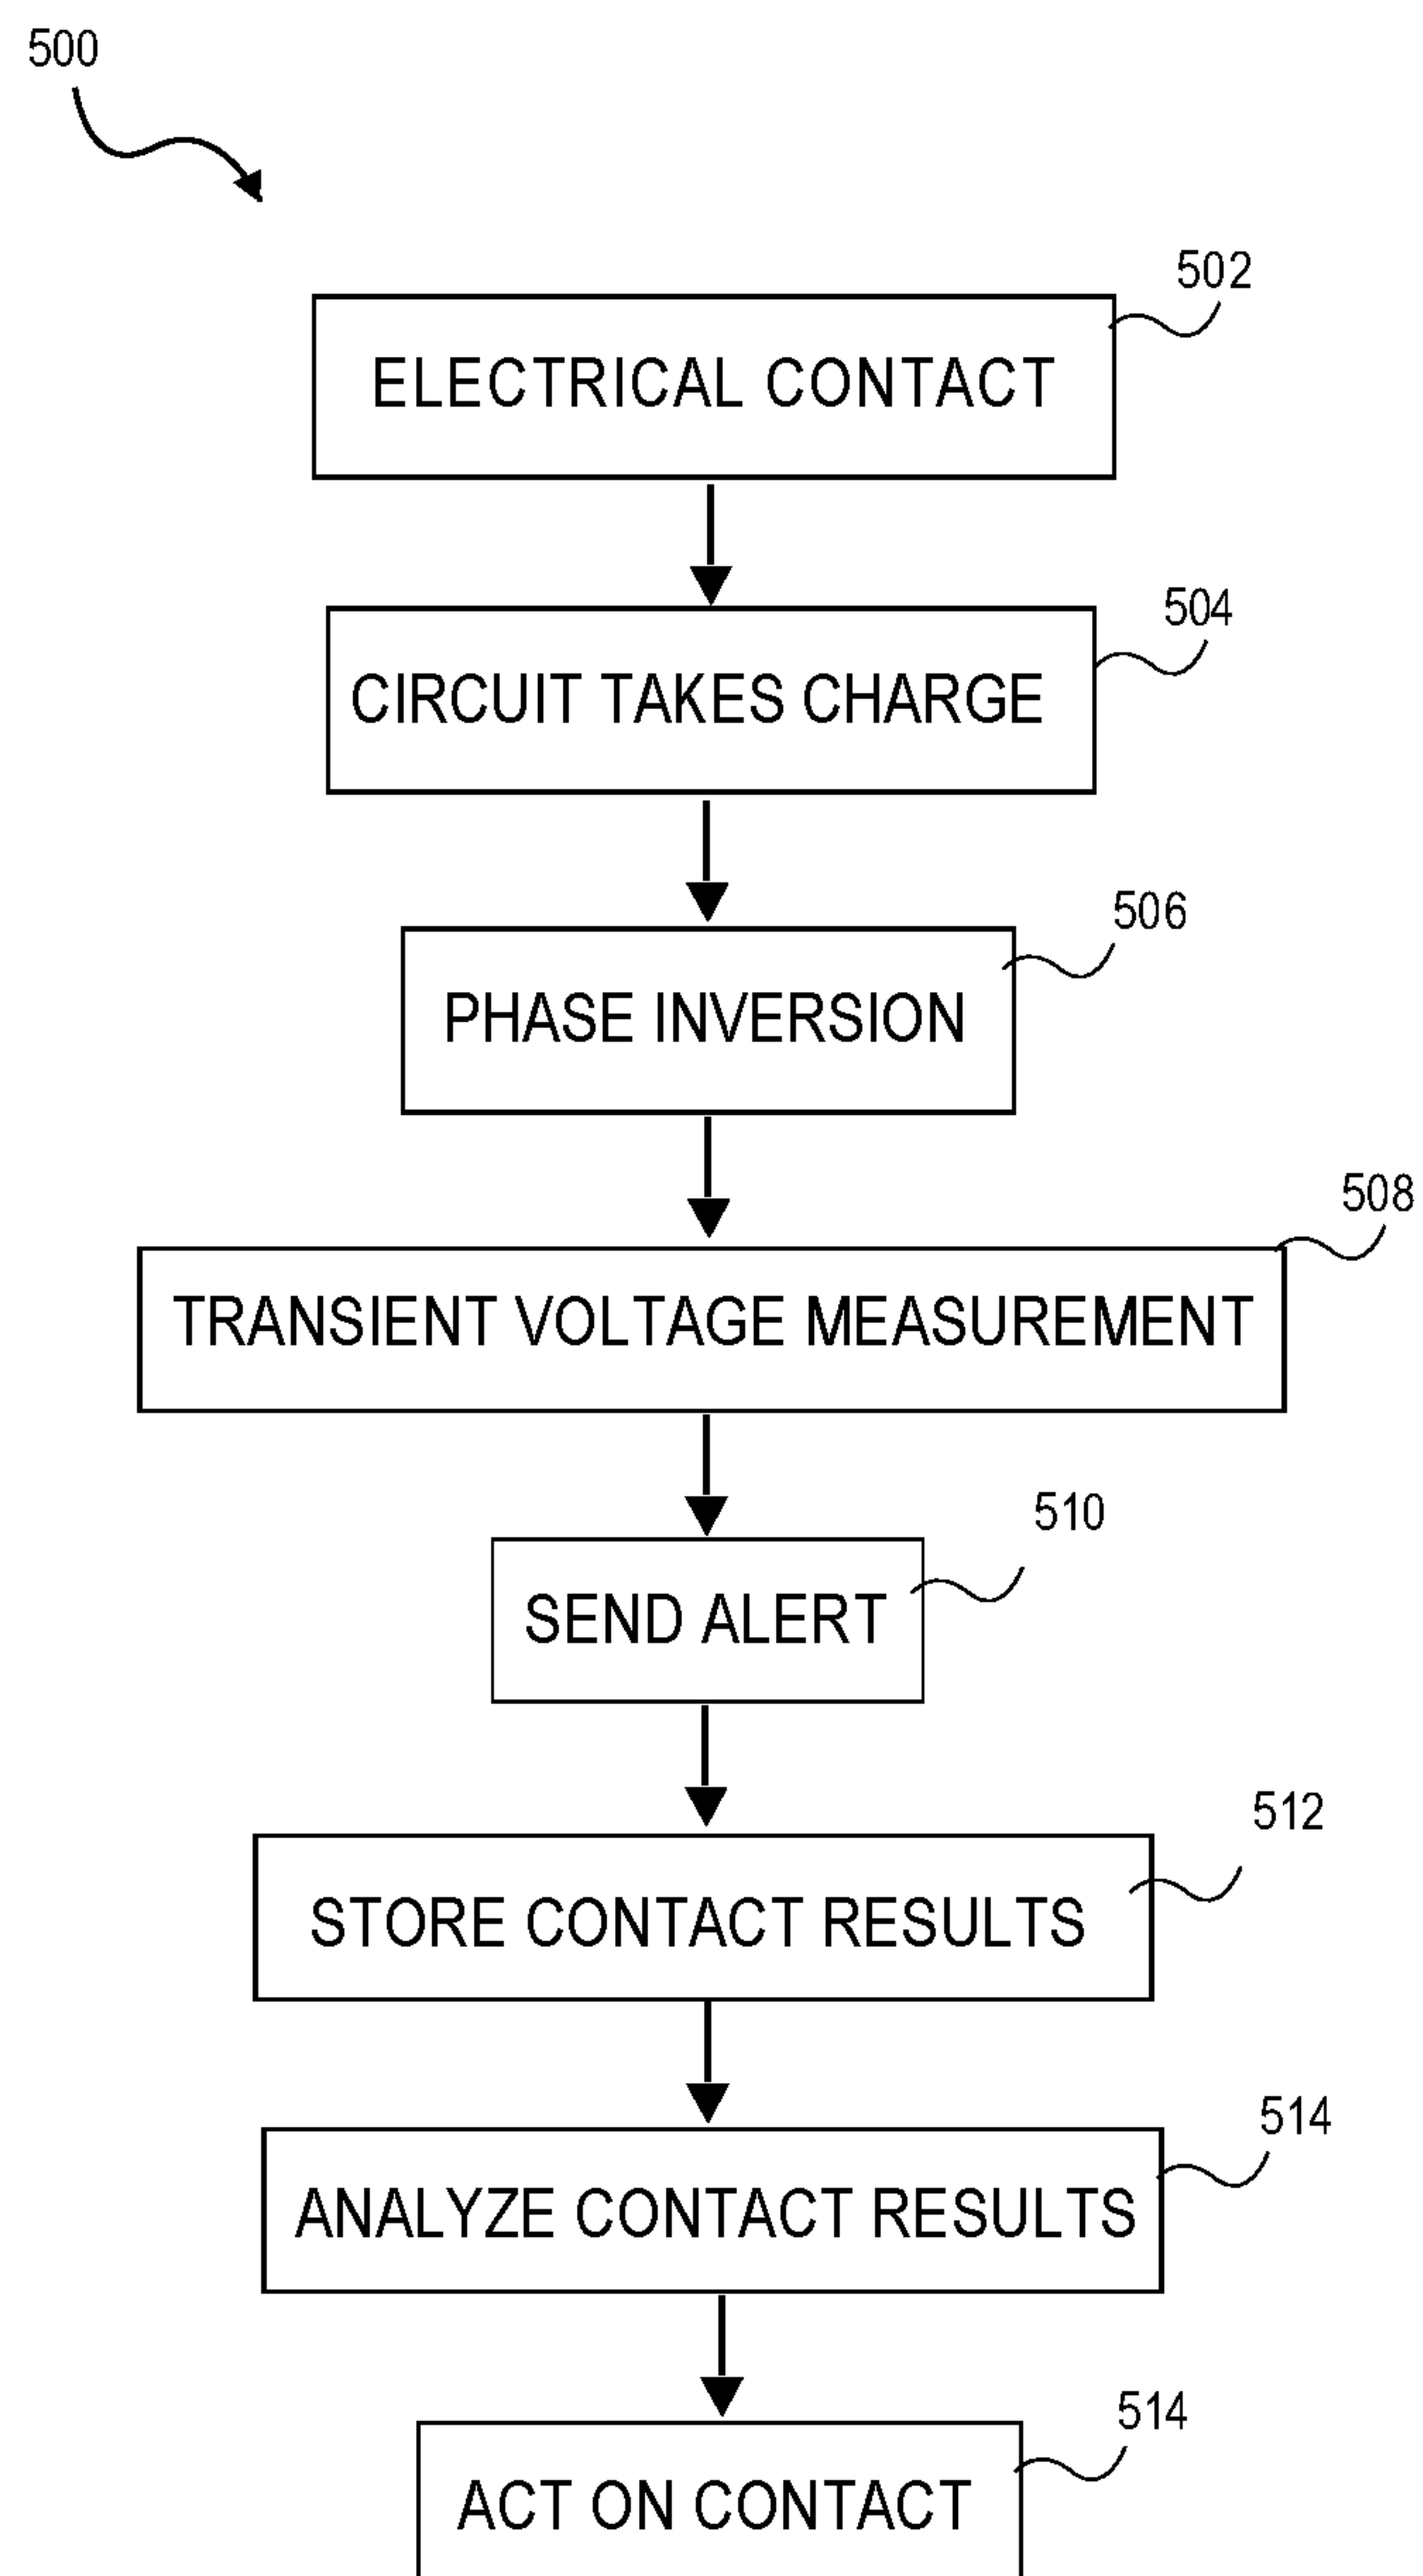 500
502
ELECTRICAL CONTACT
504
CIRCUIT TAKES CHARGE
506
PHASE INVERSION
508
TRANSIENT VOLTAGE MEASUREMENT
510
SEND ALERT
512
STORE CONTACT RESULTS
514
ANALYZE CONTACT RESULTS
514
ACT ON CONTACT